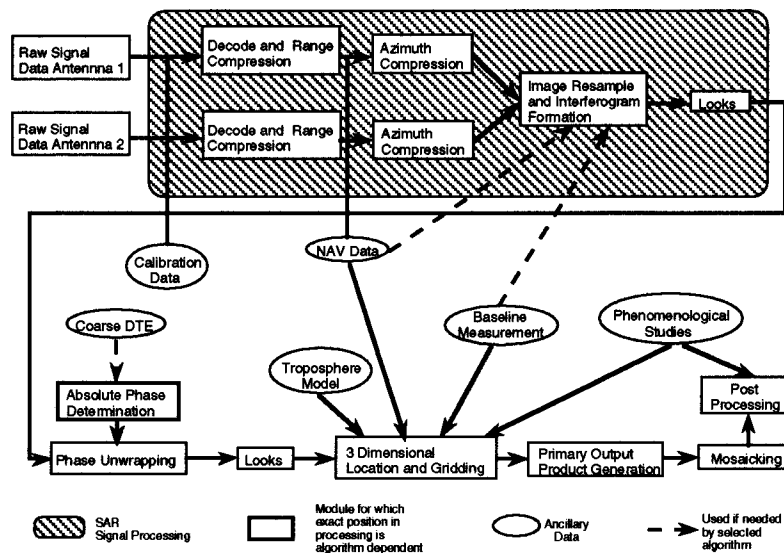 Raw Signal
Data Antennna 1
Decode and Range
Compression
Azimuth
Compression
Image Resample
and Interferogram
Formation
Looks
Raw Signal
Data Antennna 2
Decode and Range
Compression
Azimuth
Compression
Calibration
Data
NAV Data
Coarse DTE
Baseline
Measurement
Phenomenological
Studies
Troposphere
Model
Absolute Phase
Determination
Post
Processing
Phase Unwrapping
Looks
3 Dimensional
Location and Gridding
Primary Output
Product Generation
Mosaicking
SAR
Signal Processing
Module for which
exact position in
processing is
algorithm dependent
Ancillary
Data
Used if needed
by selected
algorithm